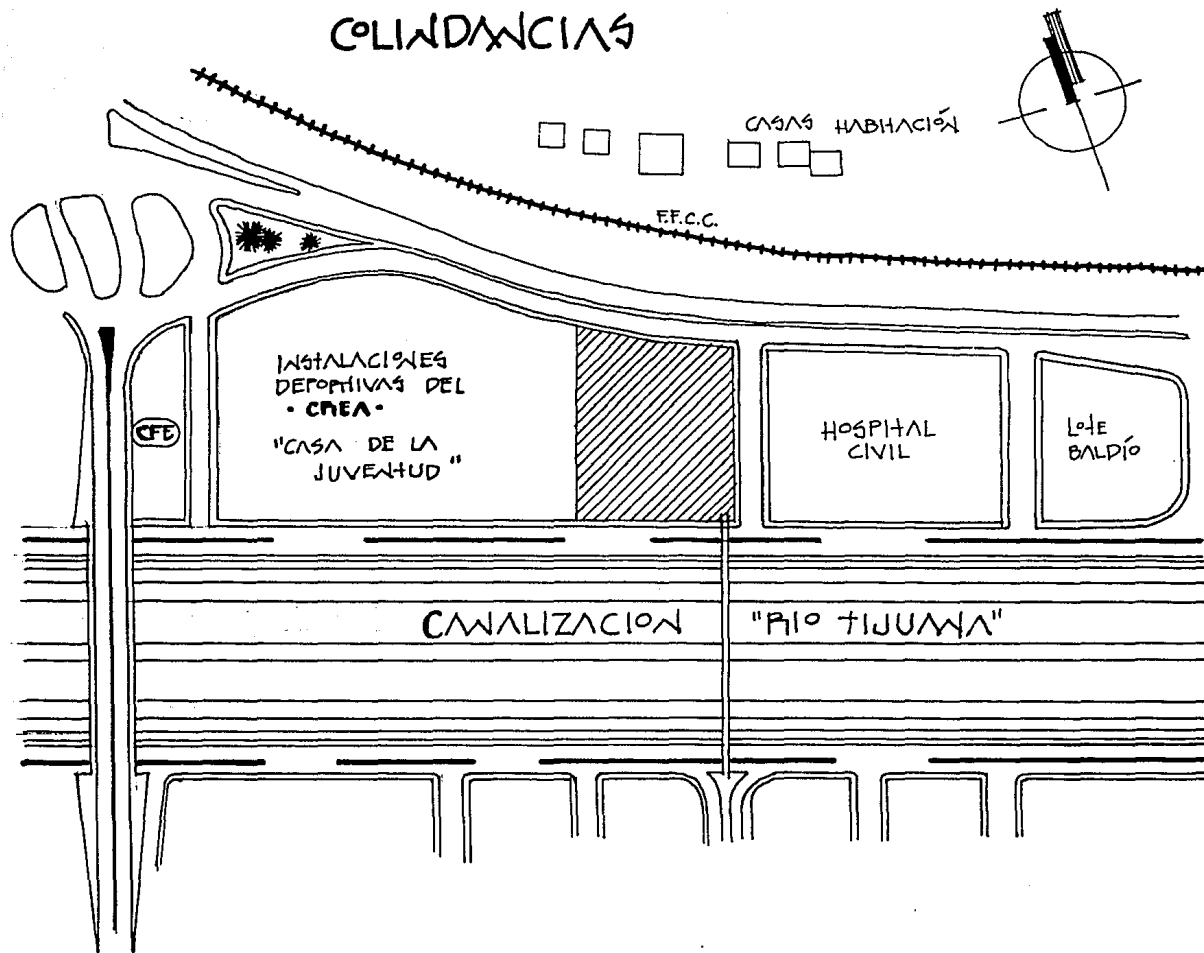 COLINDANCIAS
CASAS HABITACIÓN
F.F.C.C.
INSTALACIONES
DEPORTIVAS DEL
• CREA •
"CASA DE LA
JUVENTUD"
CFE
HOSPITAL
CIVIL
LOTE
BALDÍO
CANALIZACION "RIO TIJUANA"